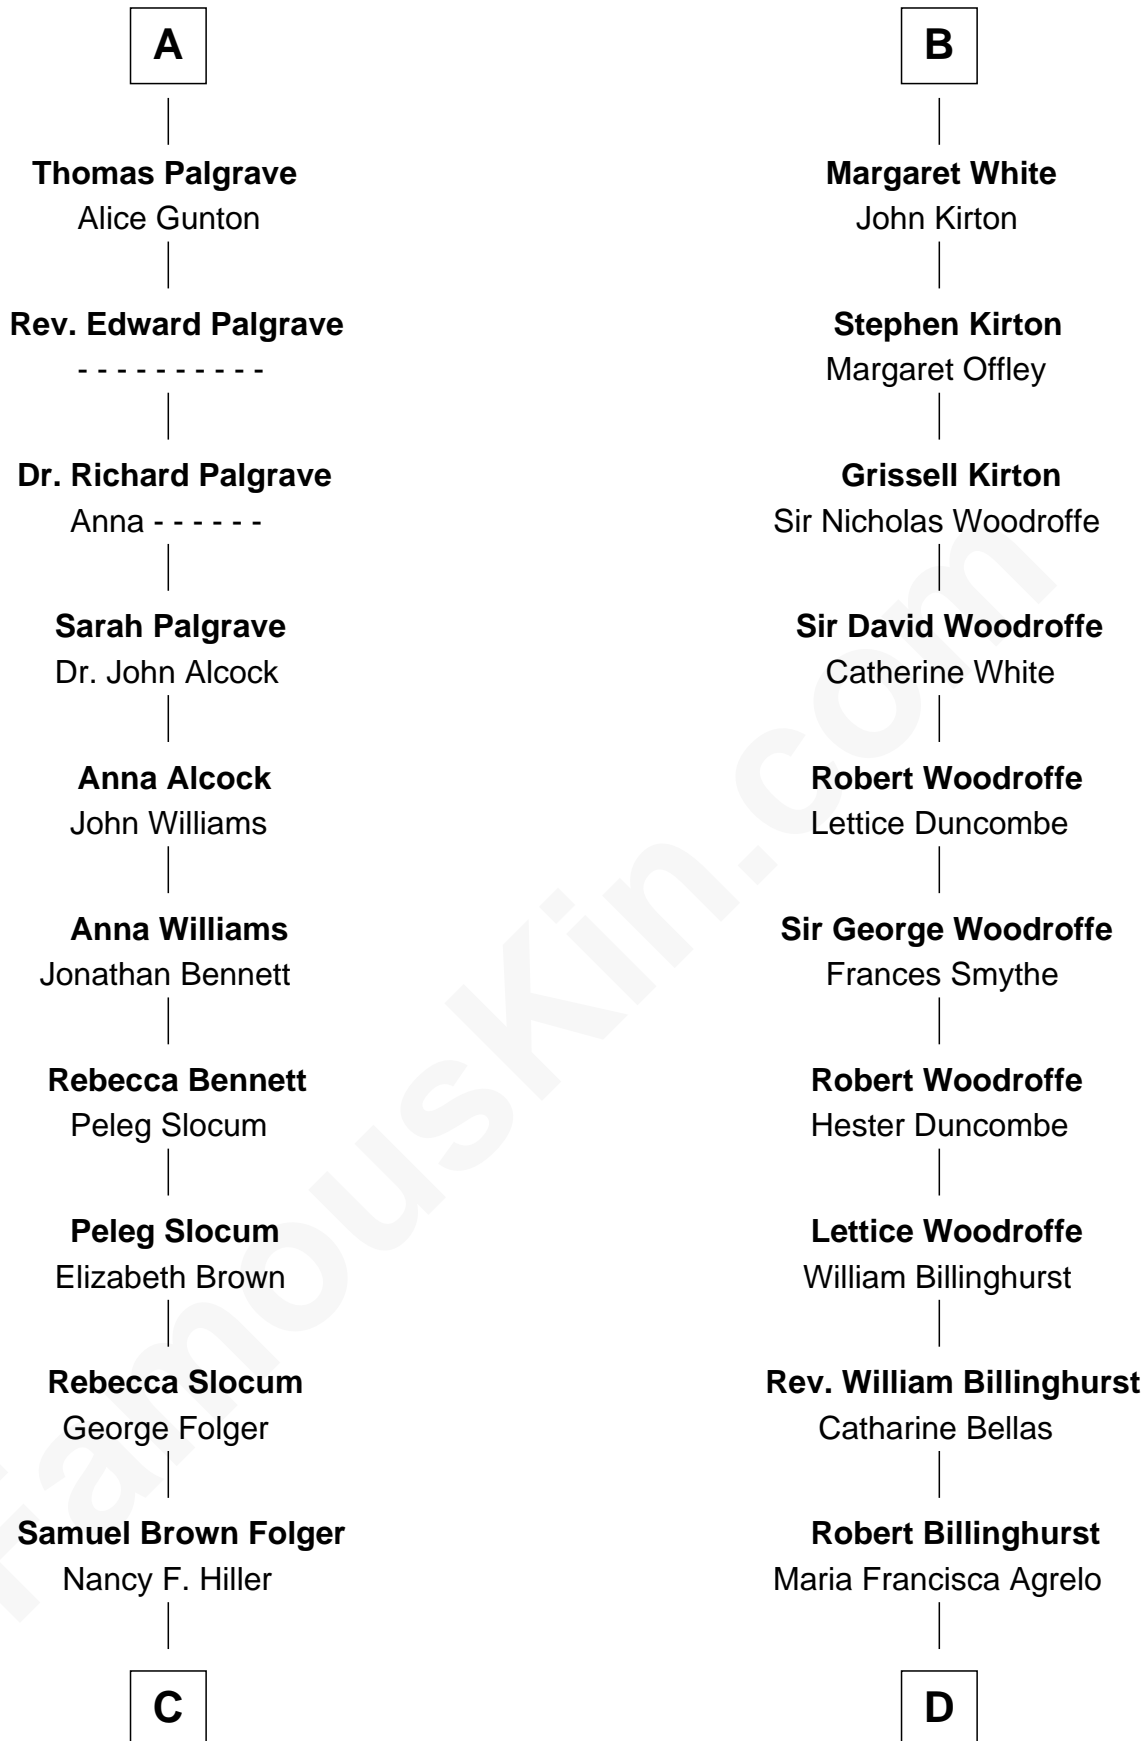 A
Thomas Palgrave
Alice Gunton
Rev. Edward Palgrave
- - - - - - - - - -
Dr. Richard Palgrave
Anna - - - - - -
Sarah Palgrave
Dr. John Alcock
Anna Alcock
John Williams
Anna Williams
Jonathan Bennett
Rebecca Bennett
Peleg Slocum
Peleg Slocum
Elizabeth Brown
Rebecca Slocum
George Folger
Samuel Brown Folger
Nancy F. Hiller
C
B
Margaret White
John Kirton
Stephen Kirton
Margaret Offley
Grissell Kirton
Sir Nicholas Woodroffe
Sir David Woodroffe
Catherine White
Robert Woodroffe
Lettice Duncombe
Sir George Woodroffe
Frances Smythe
Robert Woodroffe
Hester Duncombe
Lettice Woodroffe
William Billinghurst
Rev. William Billinghurst
Catharine Bellas
Robert Billinghurst
Maria Francisca Agrelo
D
FamousKin.com